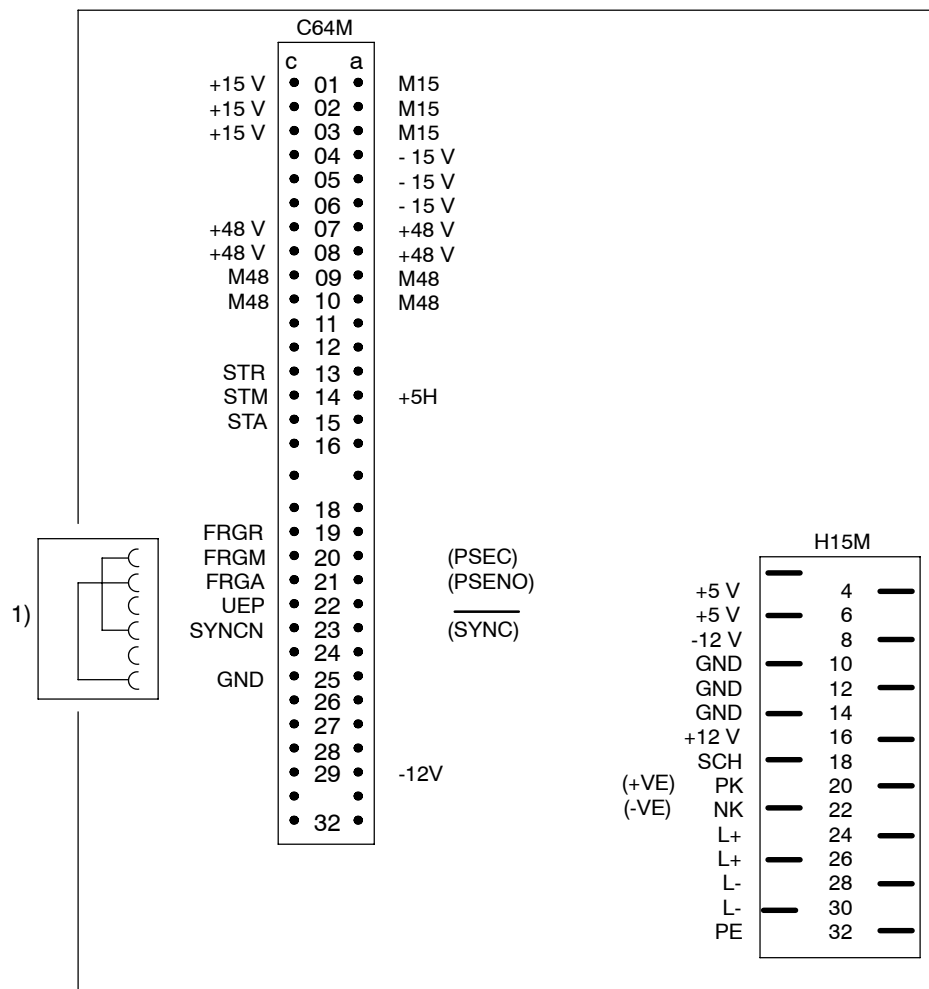 C64M
c a
+15 V 01 M15
+15 V 02 M15
+15 V 03 M15
04 - 15 V
05 - 15 V
06 - 15 V
+48 V 07 +48 V
+48 V 08 +48 V
M48 09 M48
M48 10 M48
11
12
STR 13
STM 14 +5H
STA 15
16
18
FRGR 19
FRGM 20 (PSEC)
FRGA 21 (PSENO)
UEP 22
SYNCN 23 (SYNC)
24
GND 25
26
27
28
29 -12V
32
1)
H15M
+5 V 4
+5 V 6
-12 V 8
GND 10
GND 12
GND 14
+12 V 16
SCH 18
(+VE) PK 20
(-VE) NK 22
L+ 24
L+ 26
L- 28
L- 30
PE 32